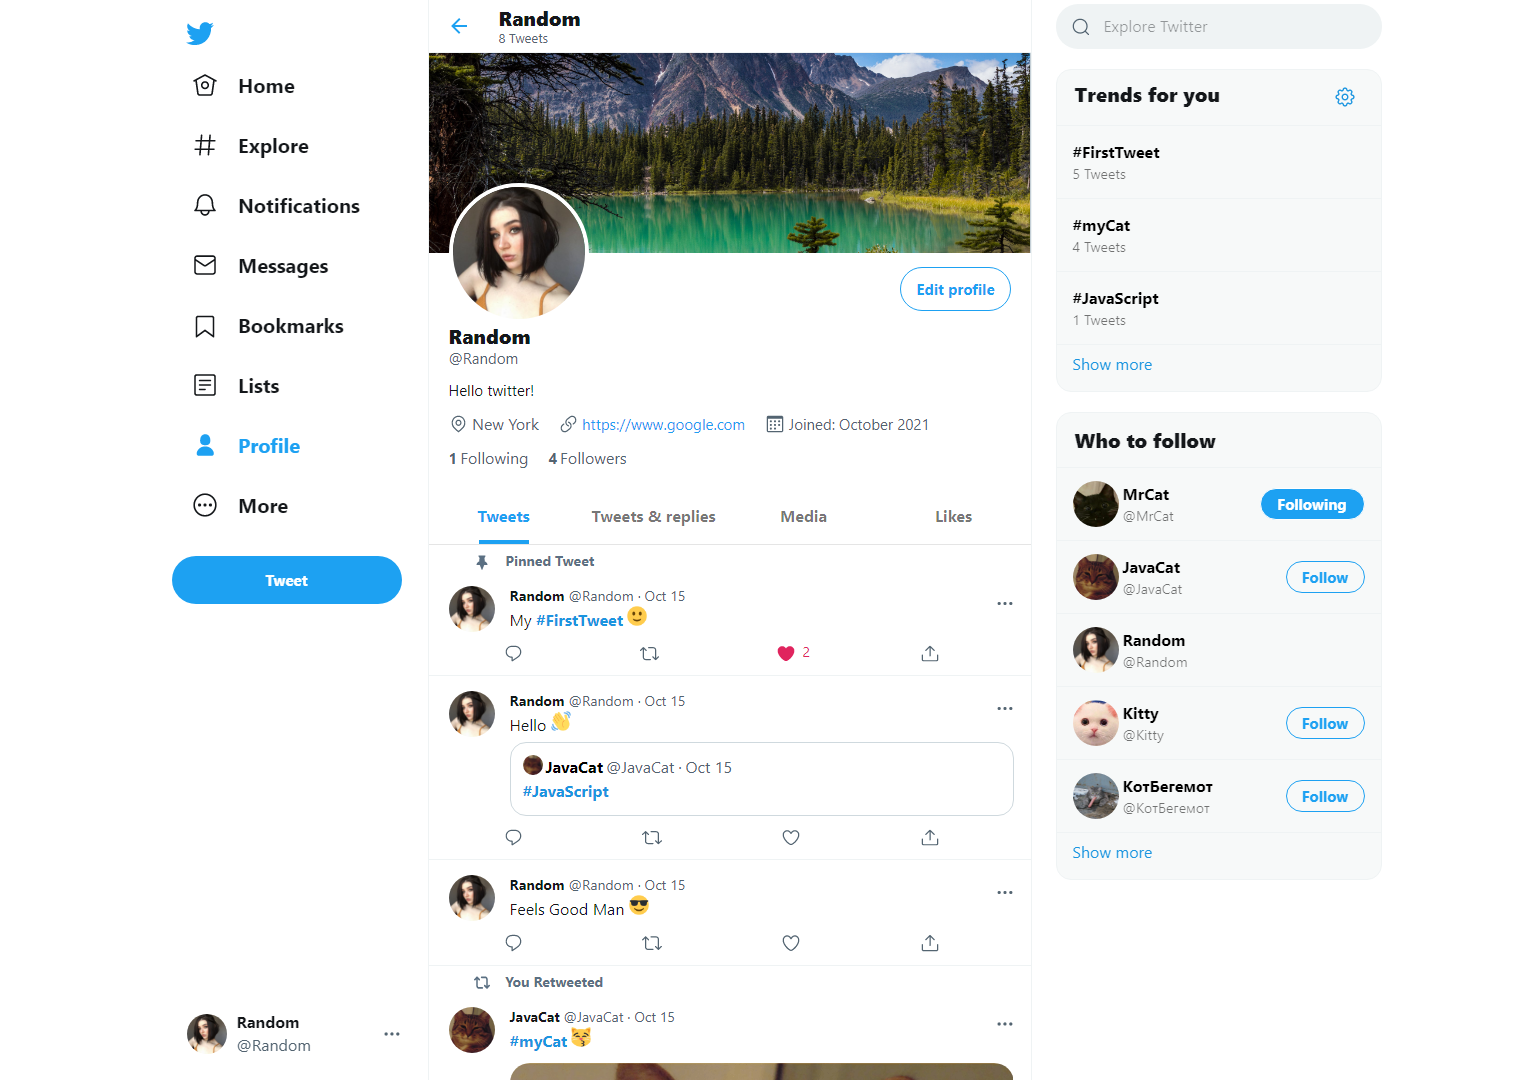 Home
Explore
Notifications
Messages
Bookmarks
Lists
Profile
More
Tweet
Random
@Random
Random
8 Tweets
Edit profile
Random
@Random
Hello twitter!
New York https://www.google.com Joined: October 2021
1 Following 4 Followers
Tweets Tweets & replies Media Likes
Pinned Tweet
Random @Random · Oct 15
My #FirstTweet
2
Random @Random · Oct 15
Hello
JavaCat @JavaCat · Oct 15
#JavaScript
Random @Random · Oct 15
Feels Good Man
You Retweeted
JavaCat @JavaCat · Oct 15
#myCat
Explore Twitter
Trends for you
#FirstTweet
5 Tweets
#myCat
4 Tweets
#JavaScript
1 Tweets
Show more
Who to follow
MrCat
@MrCat
Following
JavaCat
@JavaCat
Follow
Random
@Random
Kitty
@Kitty
Follow
КотБегемот
@КотБегемот
Follow
Show more